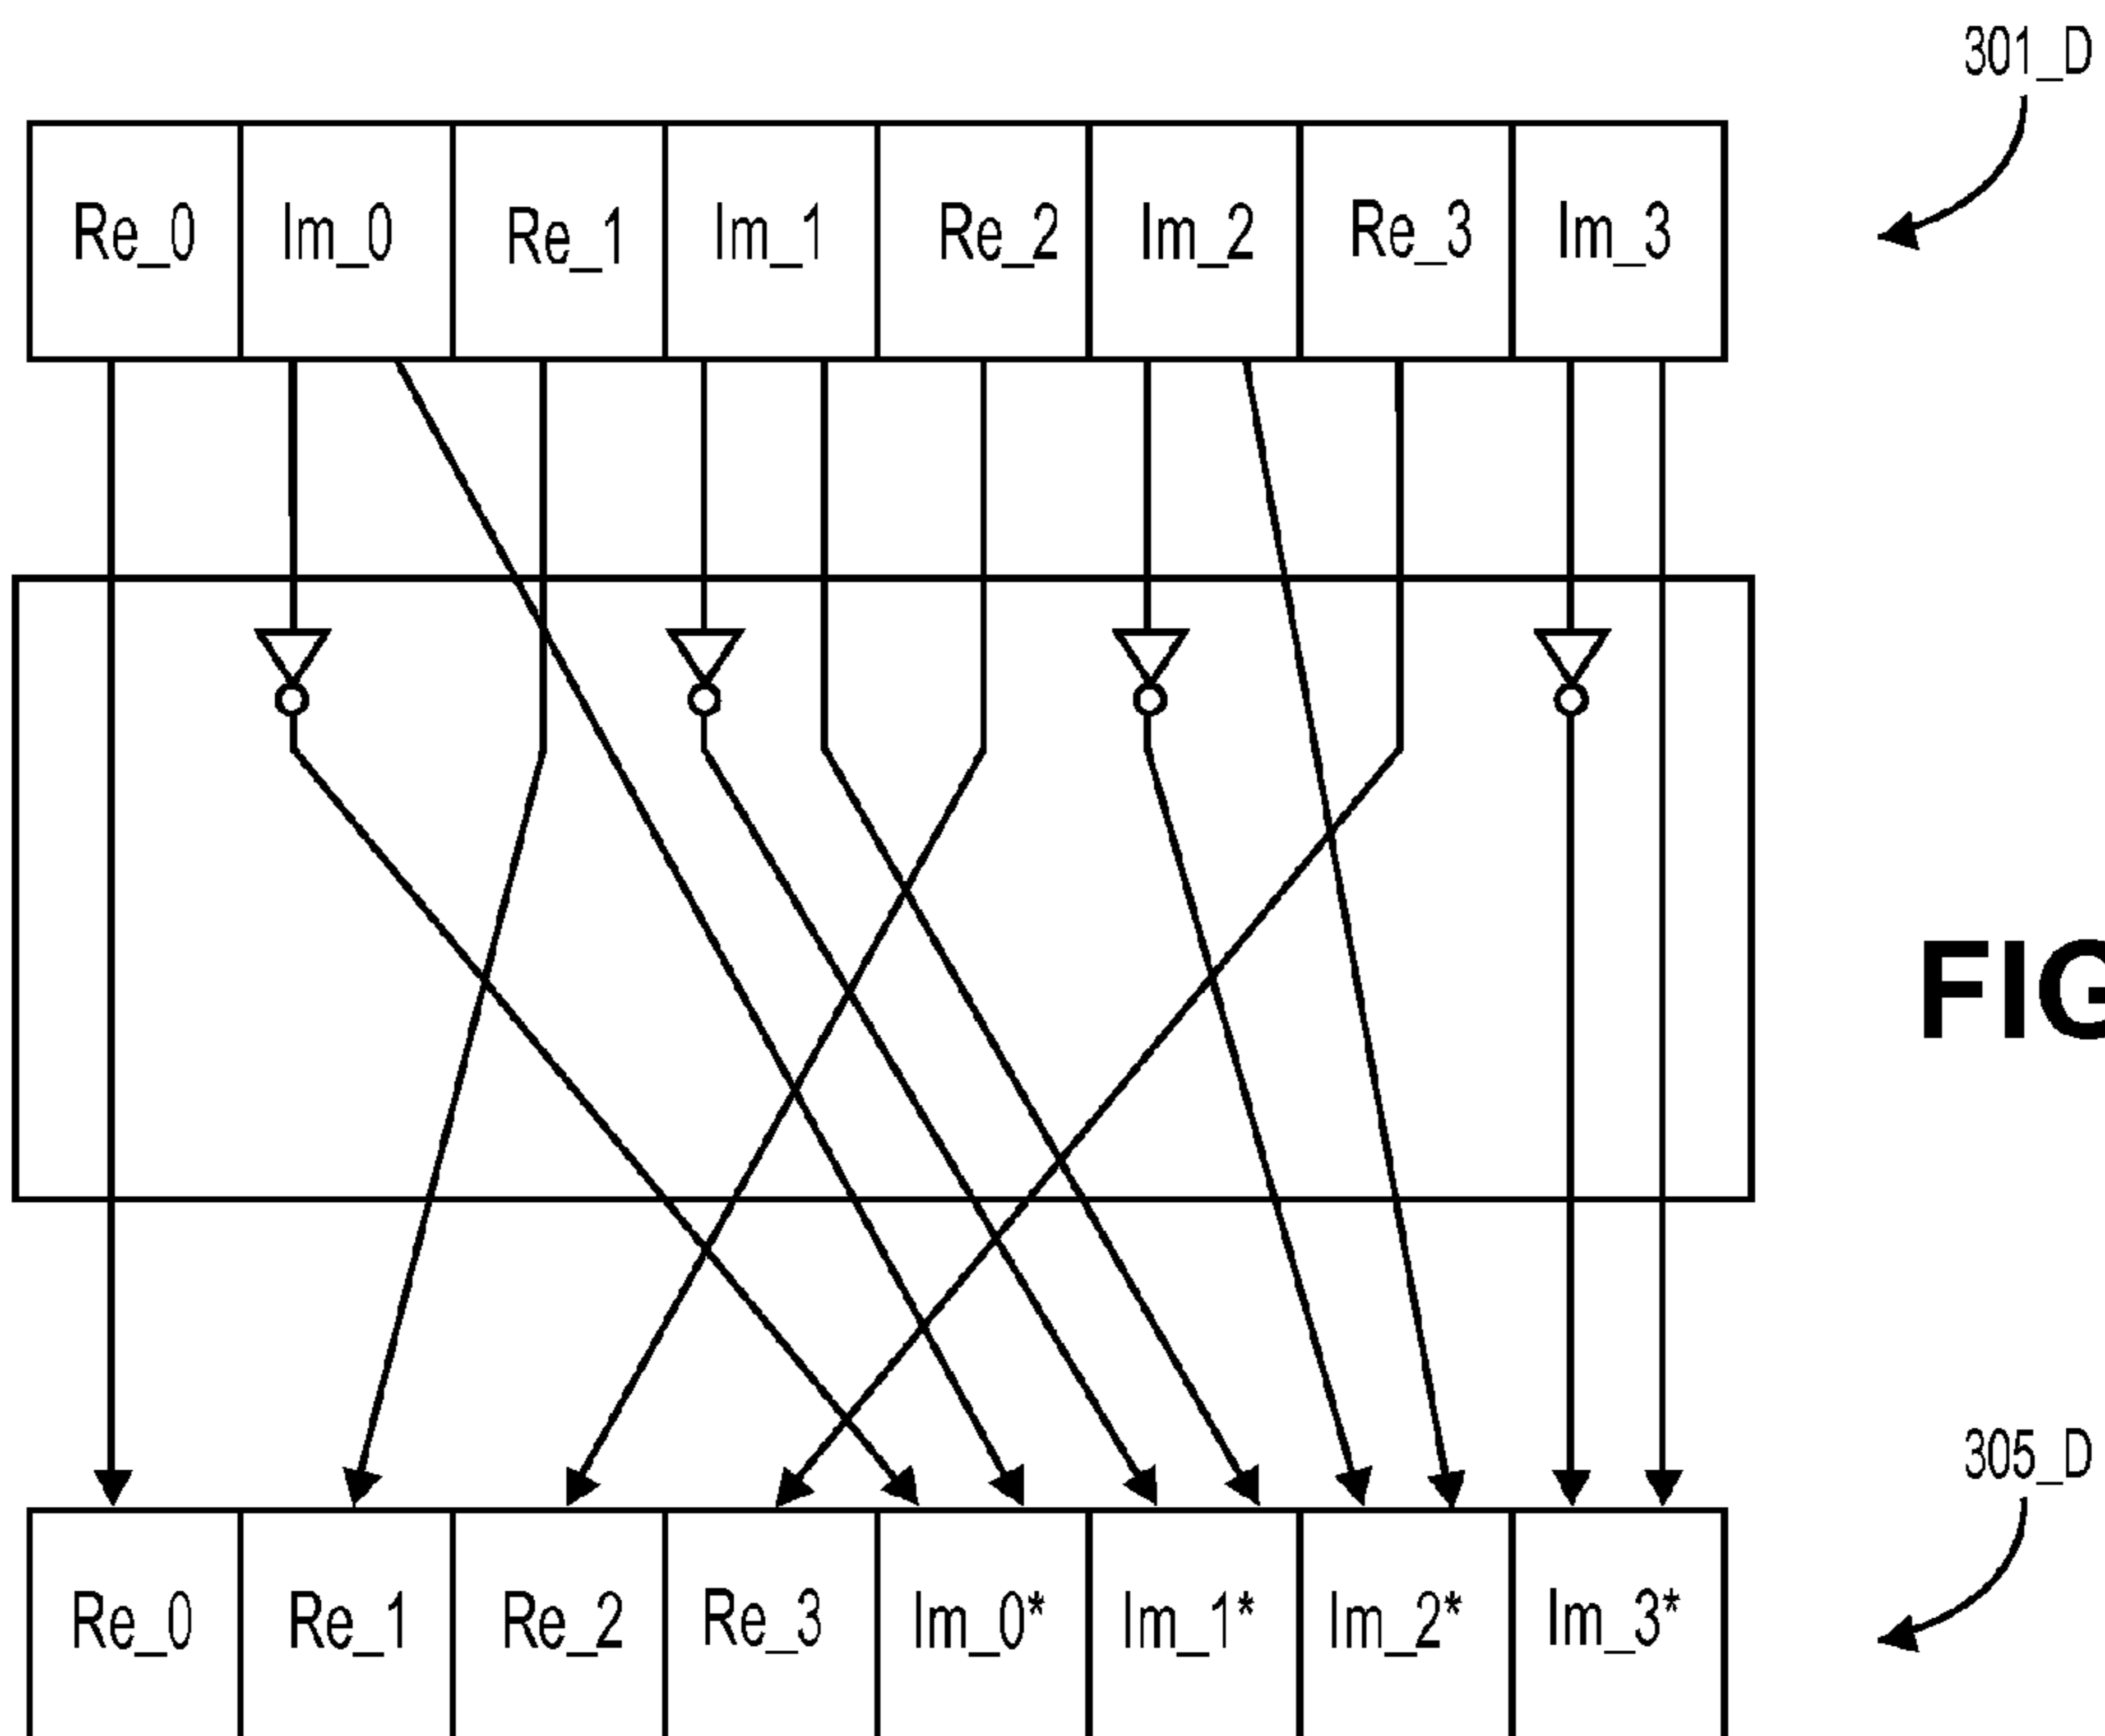 301_D
Re_0 Im_0 Re_1 Im_1 Re_2 Im_2 Re_3 Im_3
FIG
305_D
Re_0 Re_1 Re_2 Re_3 Im_0* Im_1* Im_2* Im_3*